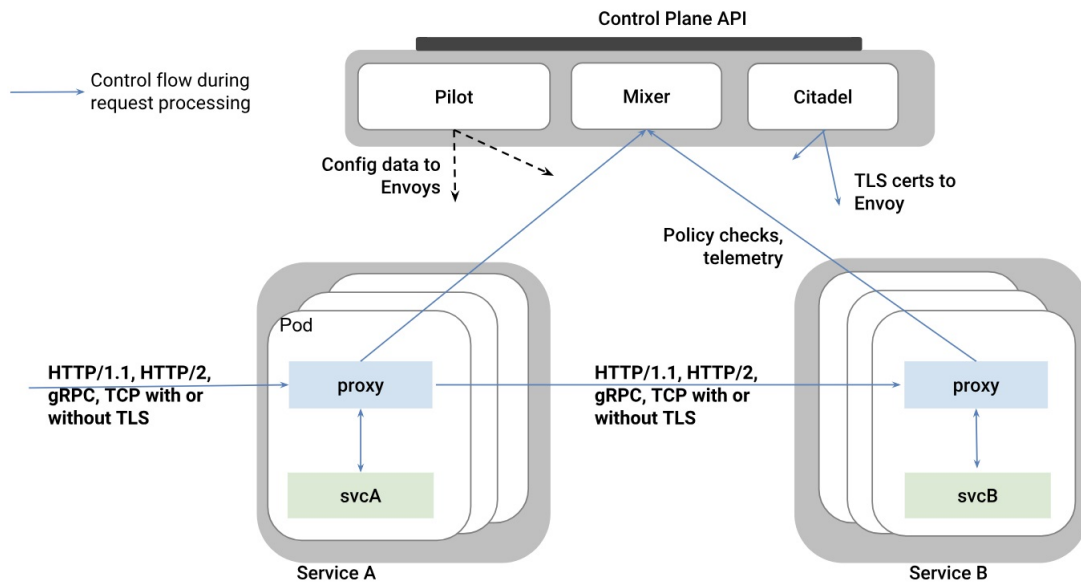 Control Plane API
Control flow during
request processing
Pilot
Mixer
Citadel
Config data to
Envoys
TLS certs to
Envoy
Policy checks,
telemetry
Pod
HTTP/1.1, HTTP/2,
gRPC, TCP with or
without TLS
proxy
HTTP/1.1, HTTP/2,
gRPC, TCP with or
without TLS
proxy
svcA
svcB
Service A
Service B